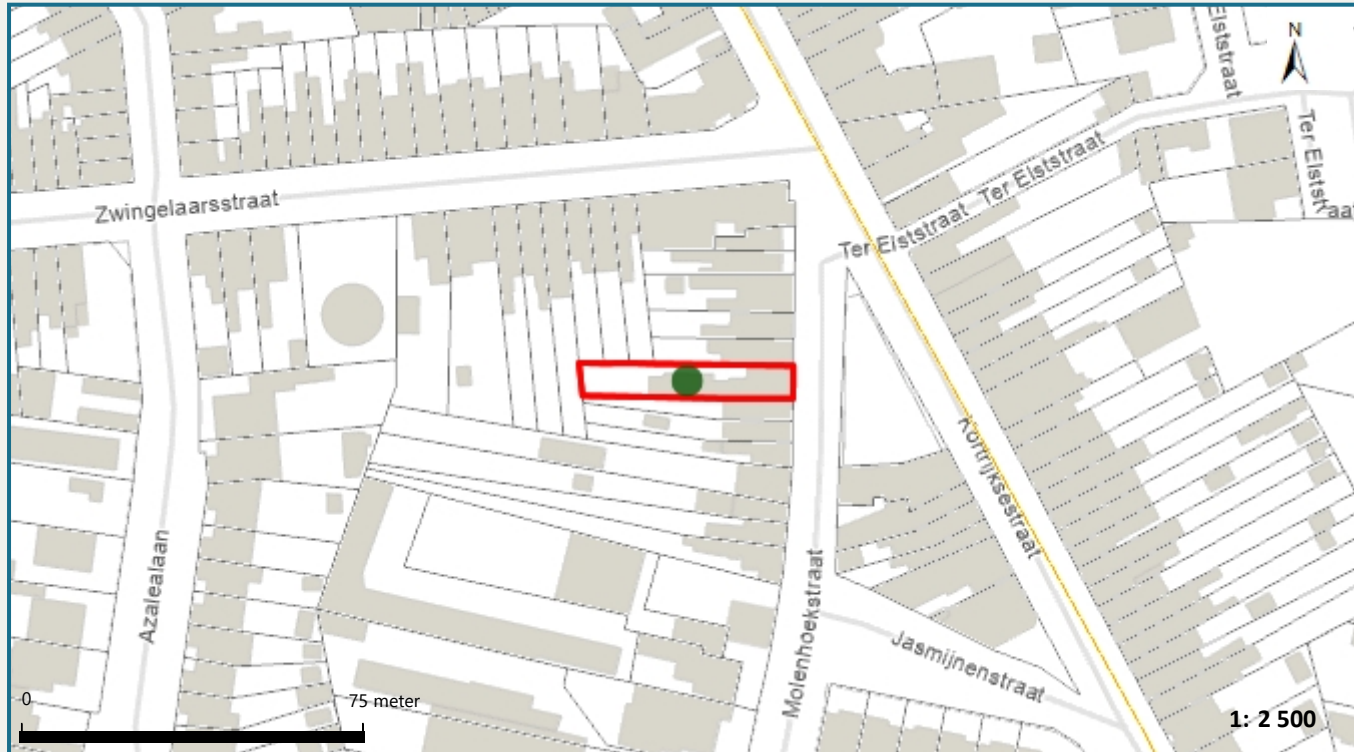 Elststraat
N
Zwingelaarsstraat
Ter Elststraat
Ter Elststraat
Ter Elststraat
Kortrijksestraat
Azalealaan
Molenhoekstraat
Jasmijnenstraat
0
75 meter
1: 2 500